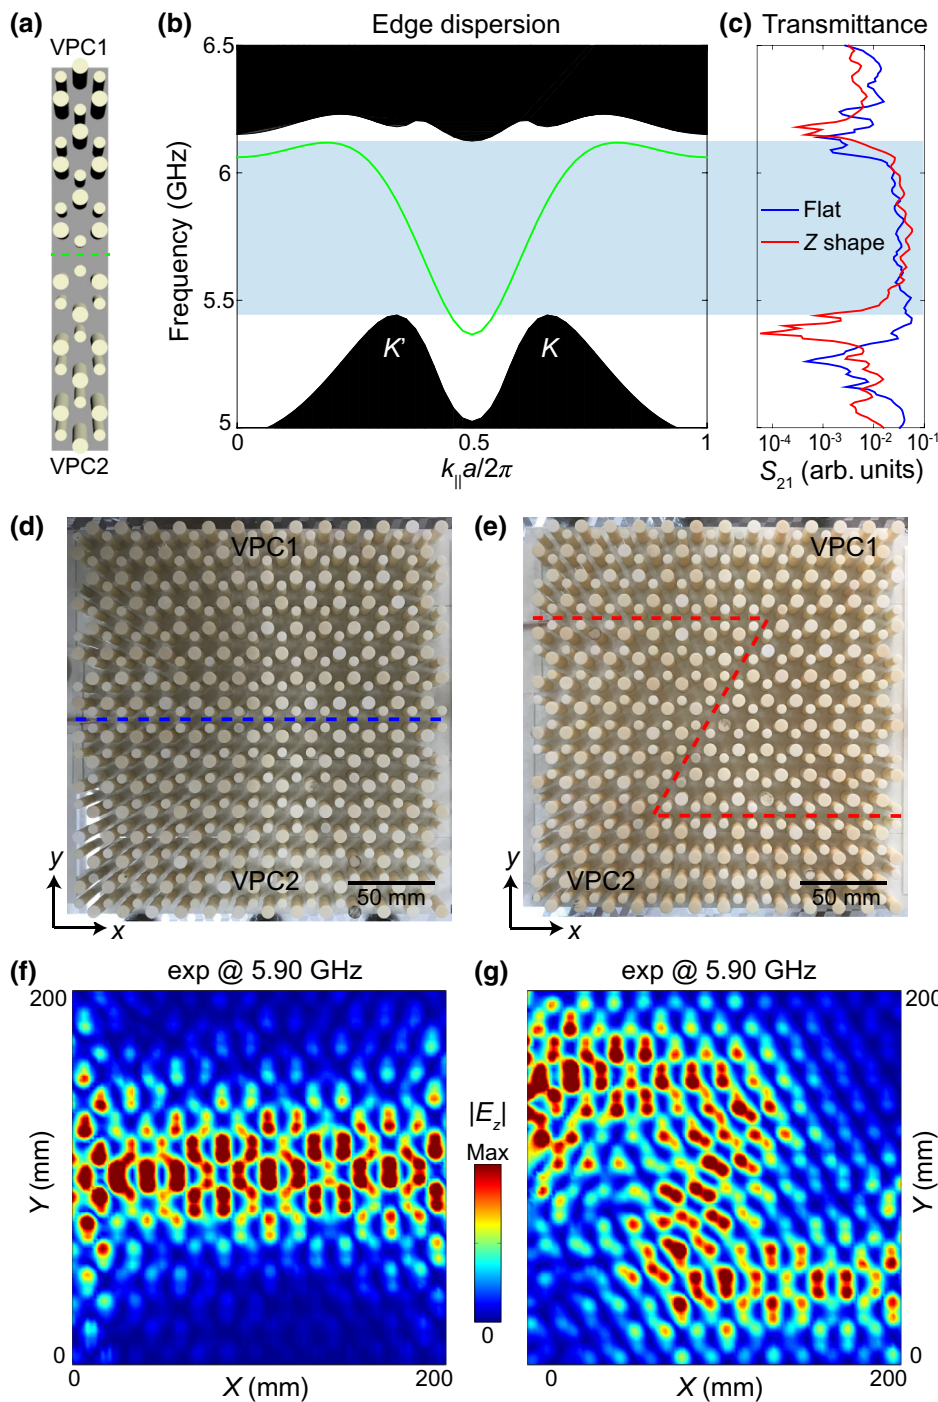 (a)
VPC1
VPC2
(b)
Edge dispersion
Frequency (GHz)
6.5
6
5.5
5
K’
K
0
0.5
1
k||a/2π
(c)
Transmittance
Flat
Z shape
10⁻⁴
10⁻³
10⁻²
10⁻¹
S₂₁ (arb. units)
(d)
VPC1
VPC2
50 mm
y
x
(e)
VPC1
VPC2
50 mm
y
x
(f)
exp @ 5.90 GHz
200
Y (mm)
0
0
200
X (mm)
|E_z|
Max
0
(g)
exp @ 5.90 GHz
200
Y (mm)
0
0
200
X (mm)